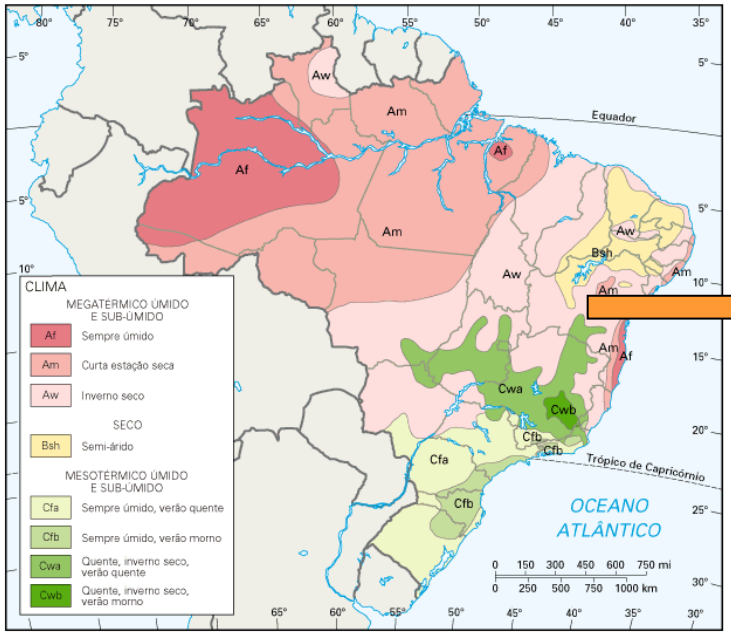 75° 70° 65° 60° 55° 50° 45° 40° 35°
5° 5°
Aw
Am
Equador
Af
Af
80°
5° 5°
Am
Aw
Bsh
Am
10° 10°
Aw
Am
CLIMA
MEGATÉRMICO ÚMIDO
E SUB-ÚMIDO
Af Sempre úmido
Am Curta estação seca
Aw Inverno seco
SECO
Bsh Semi-árido
MESOTÉRMICO ÚMIDO
E SUB-ÚMIDO
Cfa Sempre úmido, verão quente
Cfb Sempre úmido, verão morno
Cwa Quente, inverno seco,
verão quente
Cwb Quente, inverno seco,
verão morno
Am
Af
15°
Cwa
Cwb
20°
Cfb
Cfb
Cfa
Trópico de Capricórnio
Cfb
OCEANO
ATLÂNTICO
25°
0 150 300 450 600 750 mi
0 250 500 750 1000 km
30°
65° 60° 55° 50° 45° 40° 35°